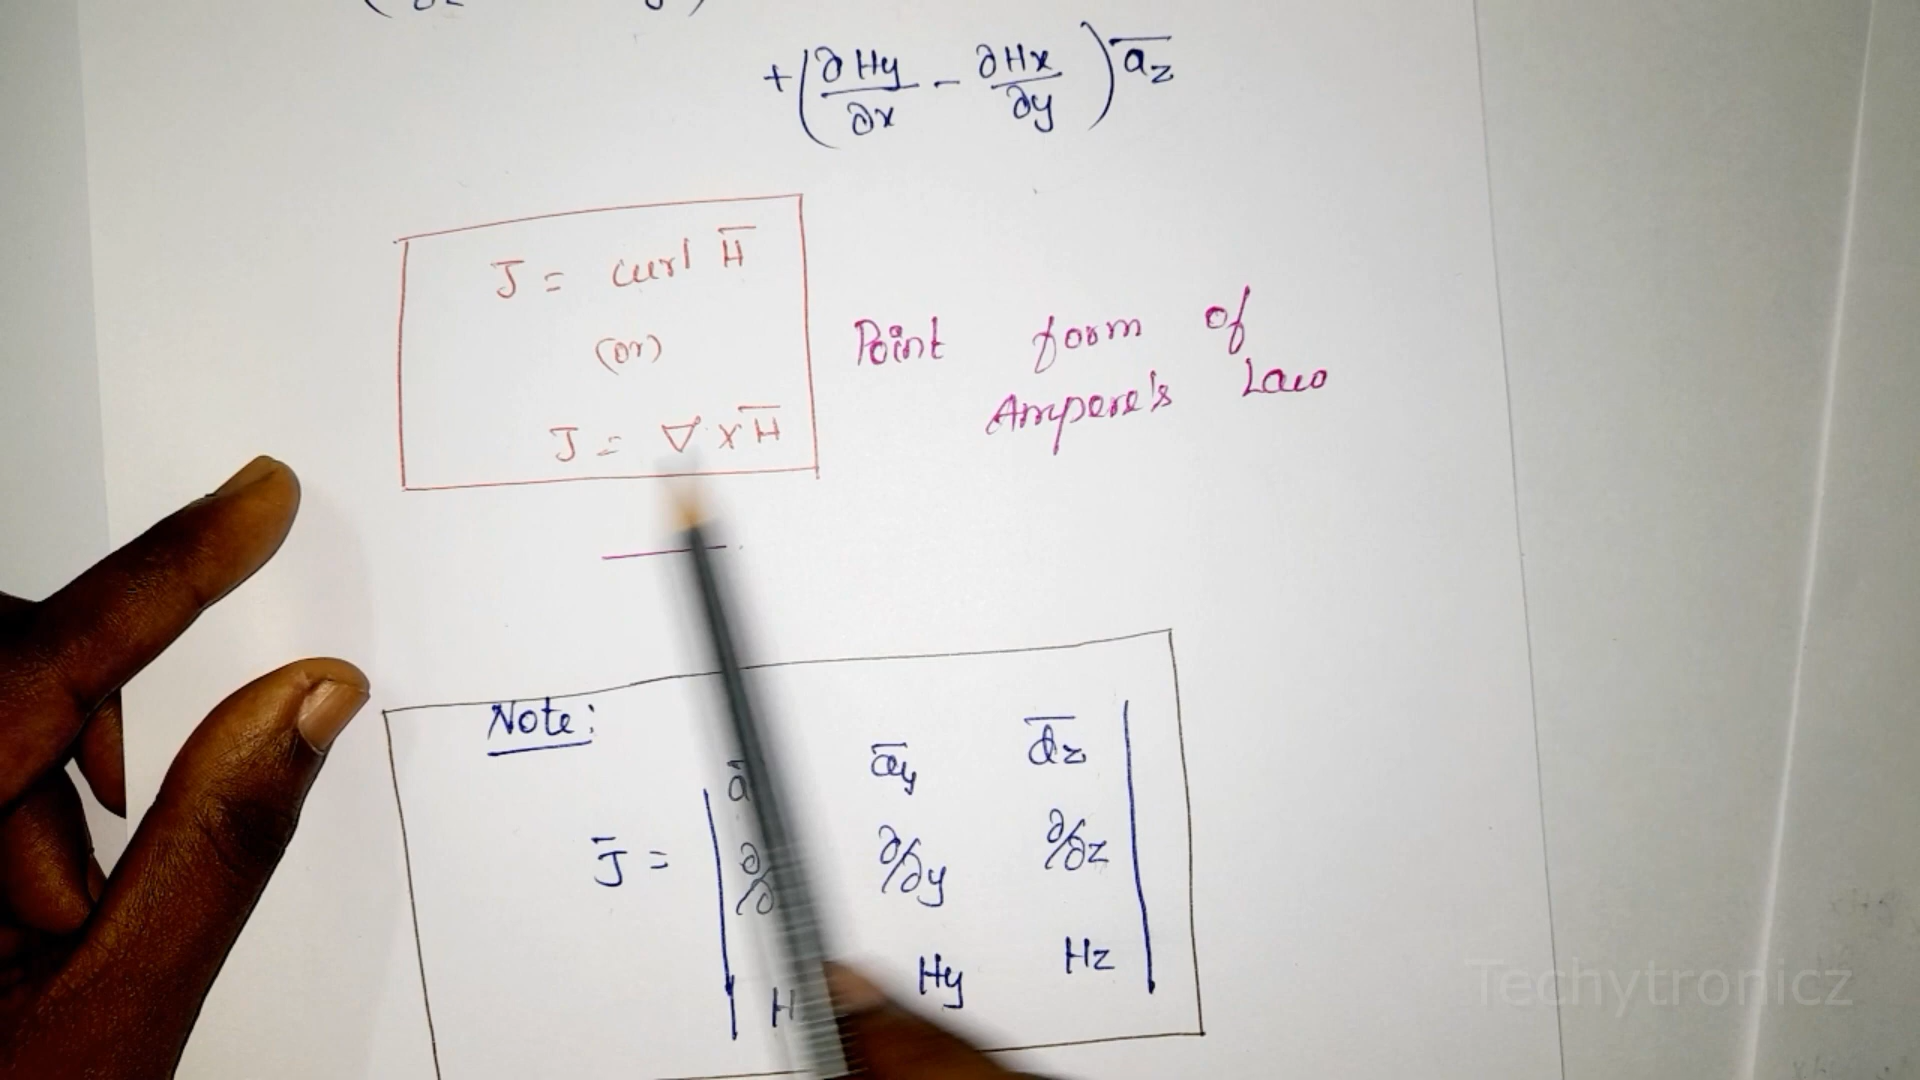 +(∂Hy/∂x - ∂Hx/∂y) a̅z
J̅ = curl H̅
(or)
J̅ = ∇ × H̅
Point form of
Ampere's Law
Note:
a̅y a̅z
J̅ = ∂/∂y ∂/∂z
Hy Hz
Techytronicz